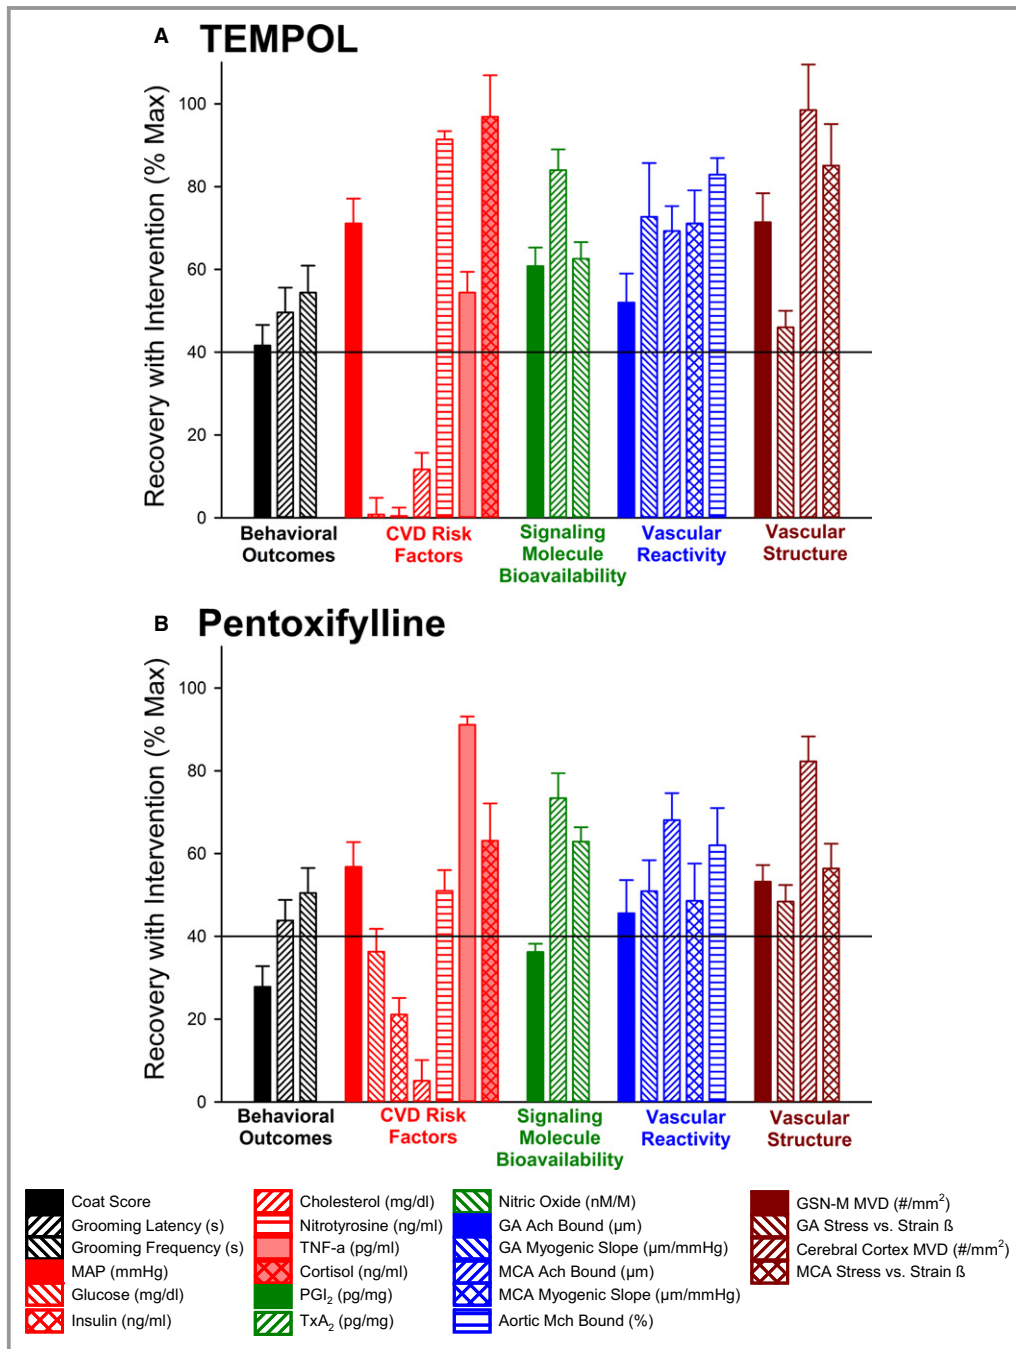 A TEMPOL
Recovery with Intervention (% Max)
100
80
60
40
20
0
Behavioral
Outcomes
CVD Risk
Factors
Signaling
Molecule
Bioavailability
Vascular
Reactivity
Vascular
Structure
B Pentoxifylline
Recovery with Intervention (% Max)
100
80
60
40
20
0
Behavioral
Outcomes
CVD Risk
Factors
Signaling
Molecule
Bioavailability
Vascular
Reactivity
Vascular
Structure
Coat Score
Grooming Latency (s)
Grooming Frequency (s)
MAP (mmHg)
Glucose (mg/dl)
Insulin (ng/ml)
Cholesterol (mg/dl)
Nitrotyrosine (ng/ml)
TNF-a (pg/ml)
Cortisol (ng/ml)
PGI₂ (pg/mg)
TxA₂ (pg/mg)
Nitric Oxide (nM/M)
GA Ach Bound (µm)
GA Myogenic Slope (µm/mmHg)
MCA Ach Bound (µm)
MCA Myogenic Slope (µm/mmHg)
Aortic Mch Bound (%)
GSN-M MVD (#/mm²)
GA Stress vs. Strain ß
Cerebral Cortex MVD (#/mm²)
MCA Stress vs. Strain ß